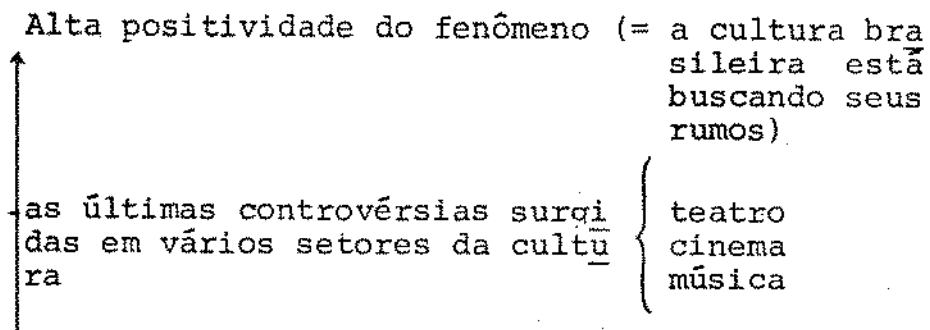 Alta positividade do fenômeno (= a cultura bra
sileira está
buscando seus
rumos)
as últimas controvérsias surgi
das em vários setores da cultu
ra
teatro
cinema
música